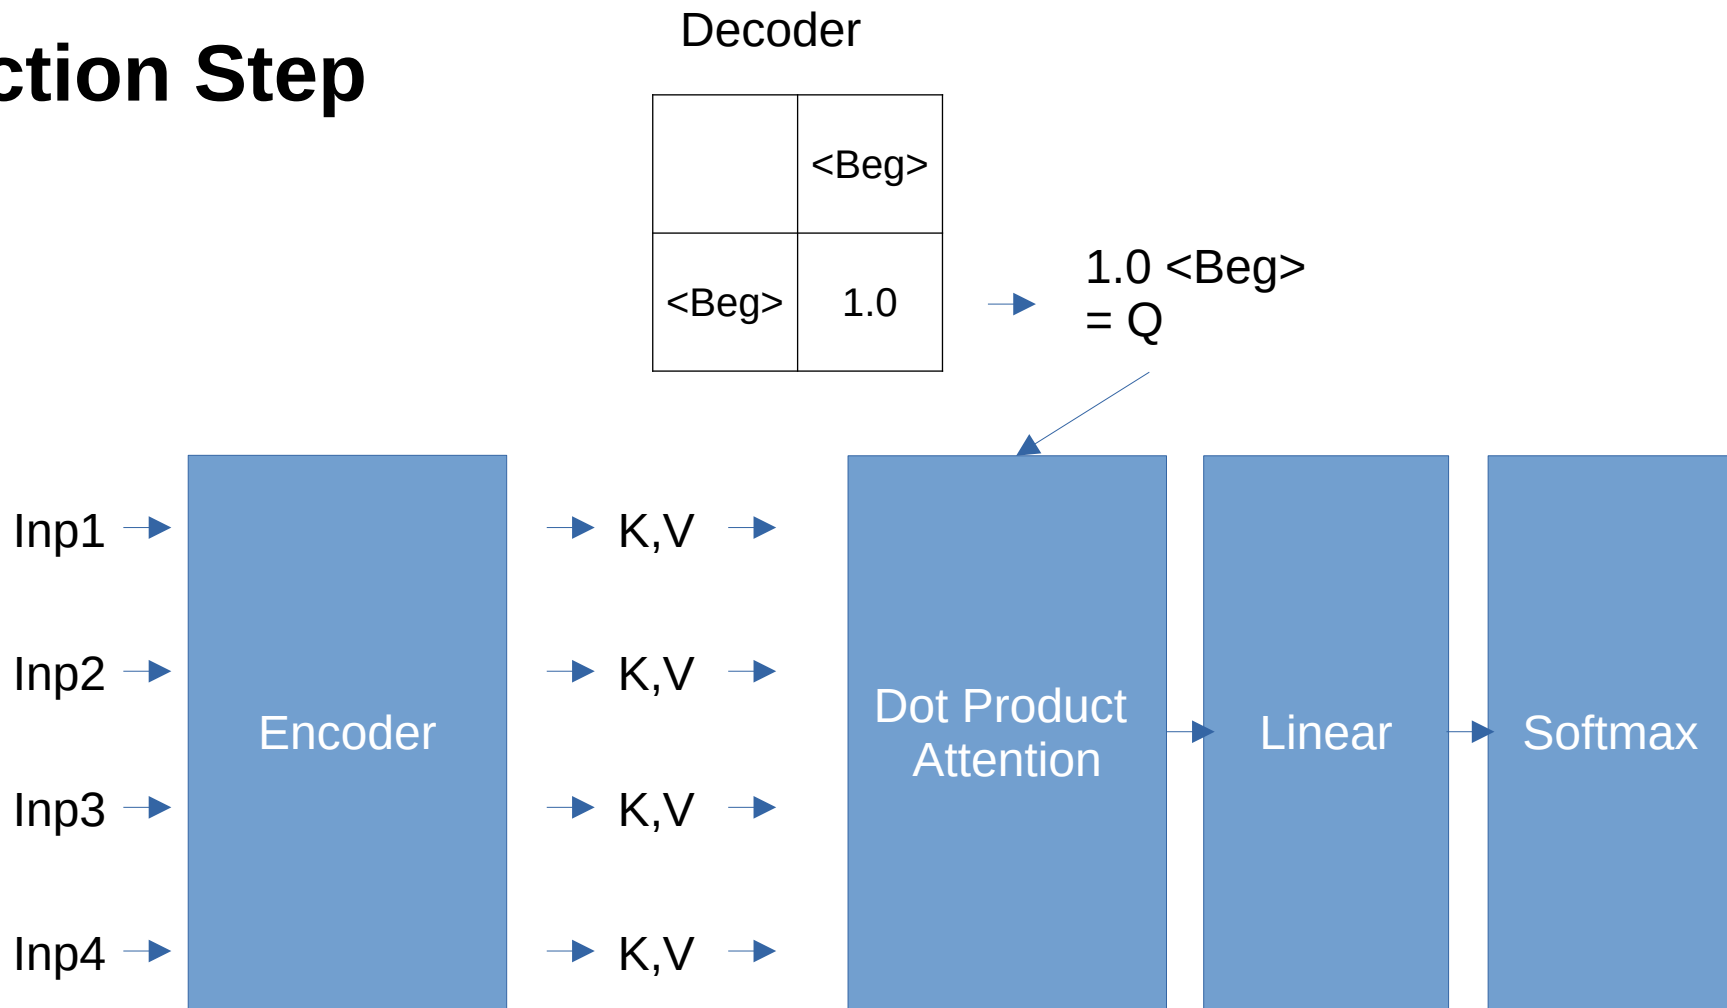 Decoder
ction Step
<Beg>
<Beg> 1.0
1.0 <Beg>
= Q
Inp1 K,V
Inp2 K,V
Dot Product
Attention
Encoder
Linear
Softmax
Inp3 K,V
Inp4 K,V